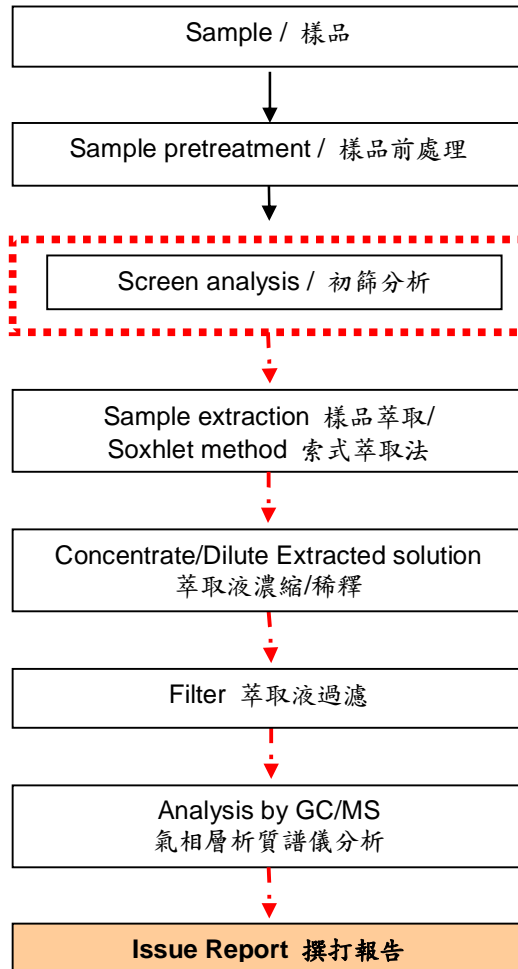 Sample / 樣品
Sample pretreatment / 樣品前處理
Screen analysis / 初篩分析
Sample extraction 樣品萃取/
Soxhlet method 索式萃取法
Concentrate/Dilute Extracted solution
萃取液濃縮/稀釋
Filter 萃取液過濾
Analysis by GC/MS
氣相層析質譜儀分析
Issue Report 撰打報告